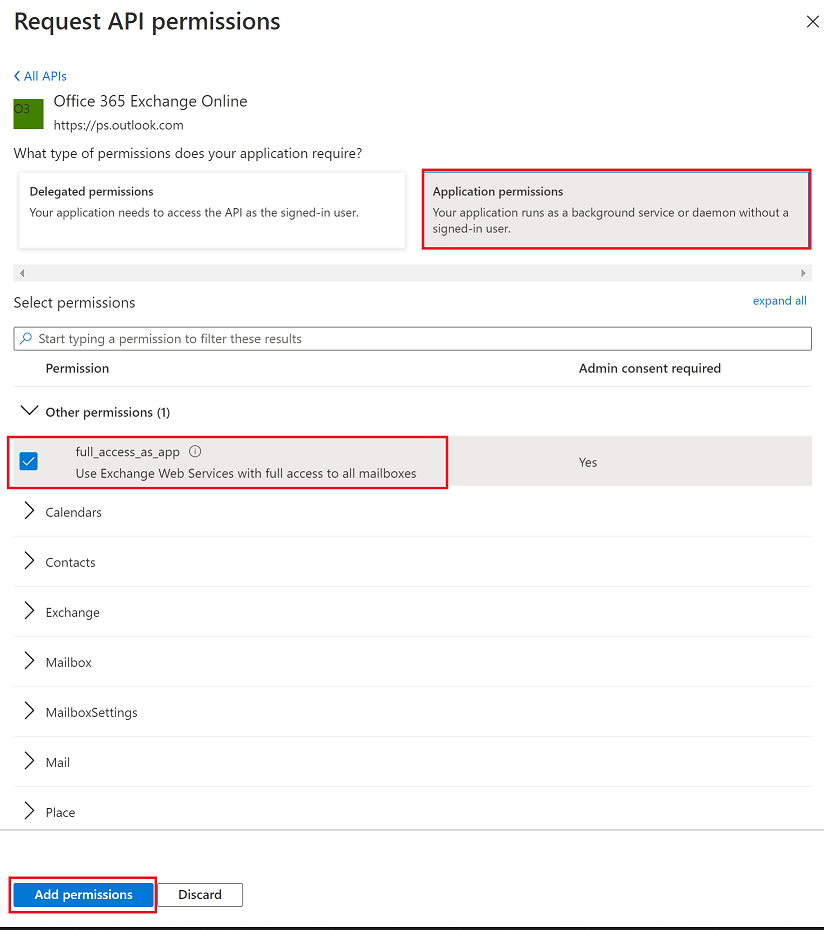 Request API permissions
All APIs
O3
Office 365 Exchange Online
https://ps.outlook.com
What type of permissions does your application require?
Delegated permissions
Your application needs to access the API as the signed-in user.
Application permissions
Your application runs as a background service or daemon without a
signed-in user.
Select permissions
expand all
Start typing a permission to filter these results
Permission
Admin consent required
Other permissions (1)
full_access_as_app
Use Exchange Web Services with full access to all mailboxes
Yes
Calendars
Contacts
Exchange
Mailbox
MailboxSettings
Mail
Place
Add permissions
Discard